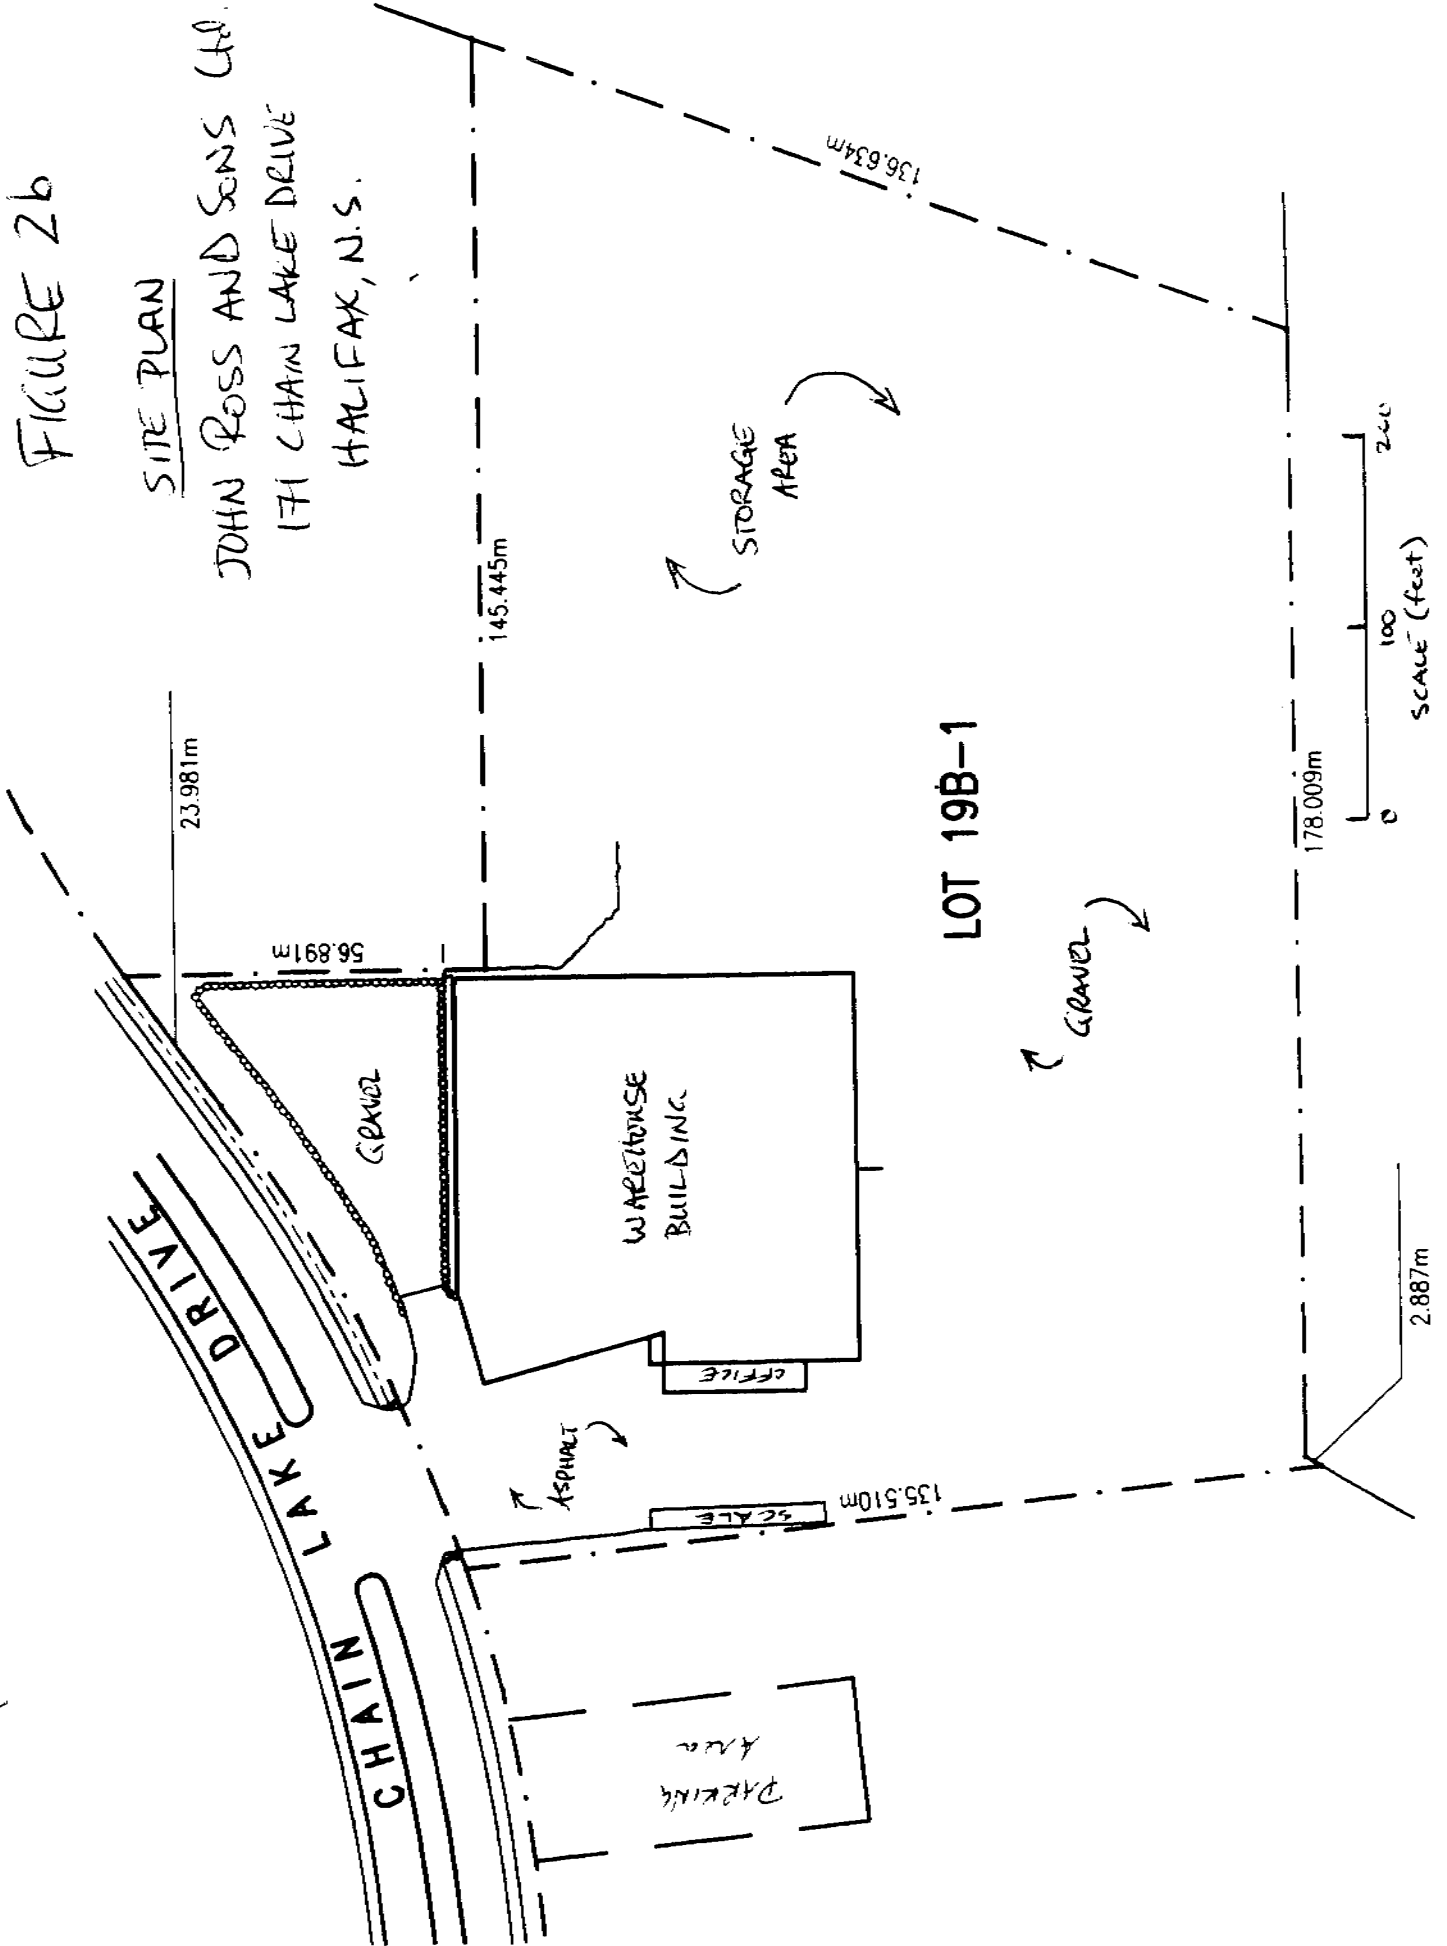 FIGURE 2b
SITE PLAN
JOHN ROSS AND SONS Ltd.
171 CHAIN LAKE DRIVE
HALIFAX, N.S.
CHAIN LAKE DRIVE
23.981m
56.891m
145.445m
136.634m
GRAVEL
WAREHOUSE
BUILDING
OFFICE
STORAGE
AREA
LOT 19B-1
GRAVEL
ASPHALT
SCALE
135.510m
PARKING
Area
178.009m
2.887m
0 100 200
SCALE (feet)